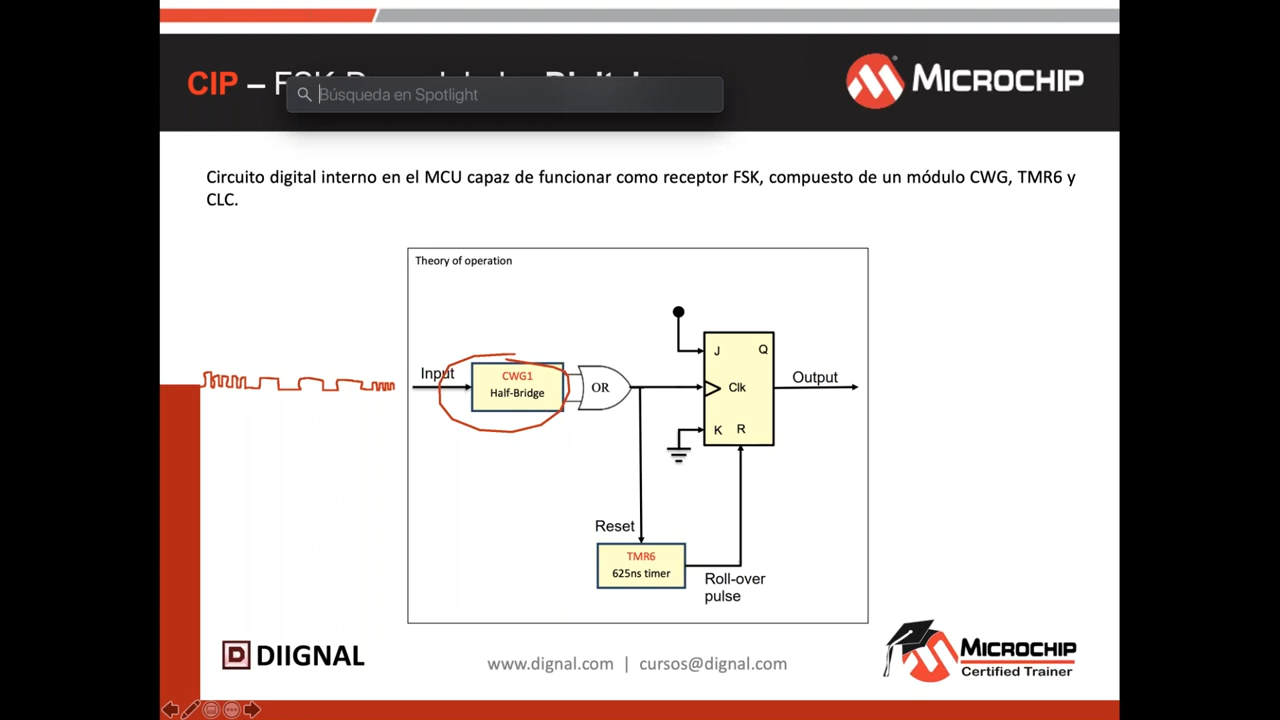 CIP –
Búsqueda en Spotlight
MICROCHIP
Circuito digital interno en el MCU capaz de funcionar como receptor FSK, compuesto de un módulo CWG, TMR6 y
CLC.
Theory of operation
Input
CWG1
Half-Bridge
OR
J
Q
Clk
K
R
Output
Reset
TMR6
625ns timer
Roll-over
pulse
D DIIGNAL
www.dignal.com | cursos@dignal.com
MICROCHIP
Certified Trainer